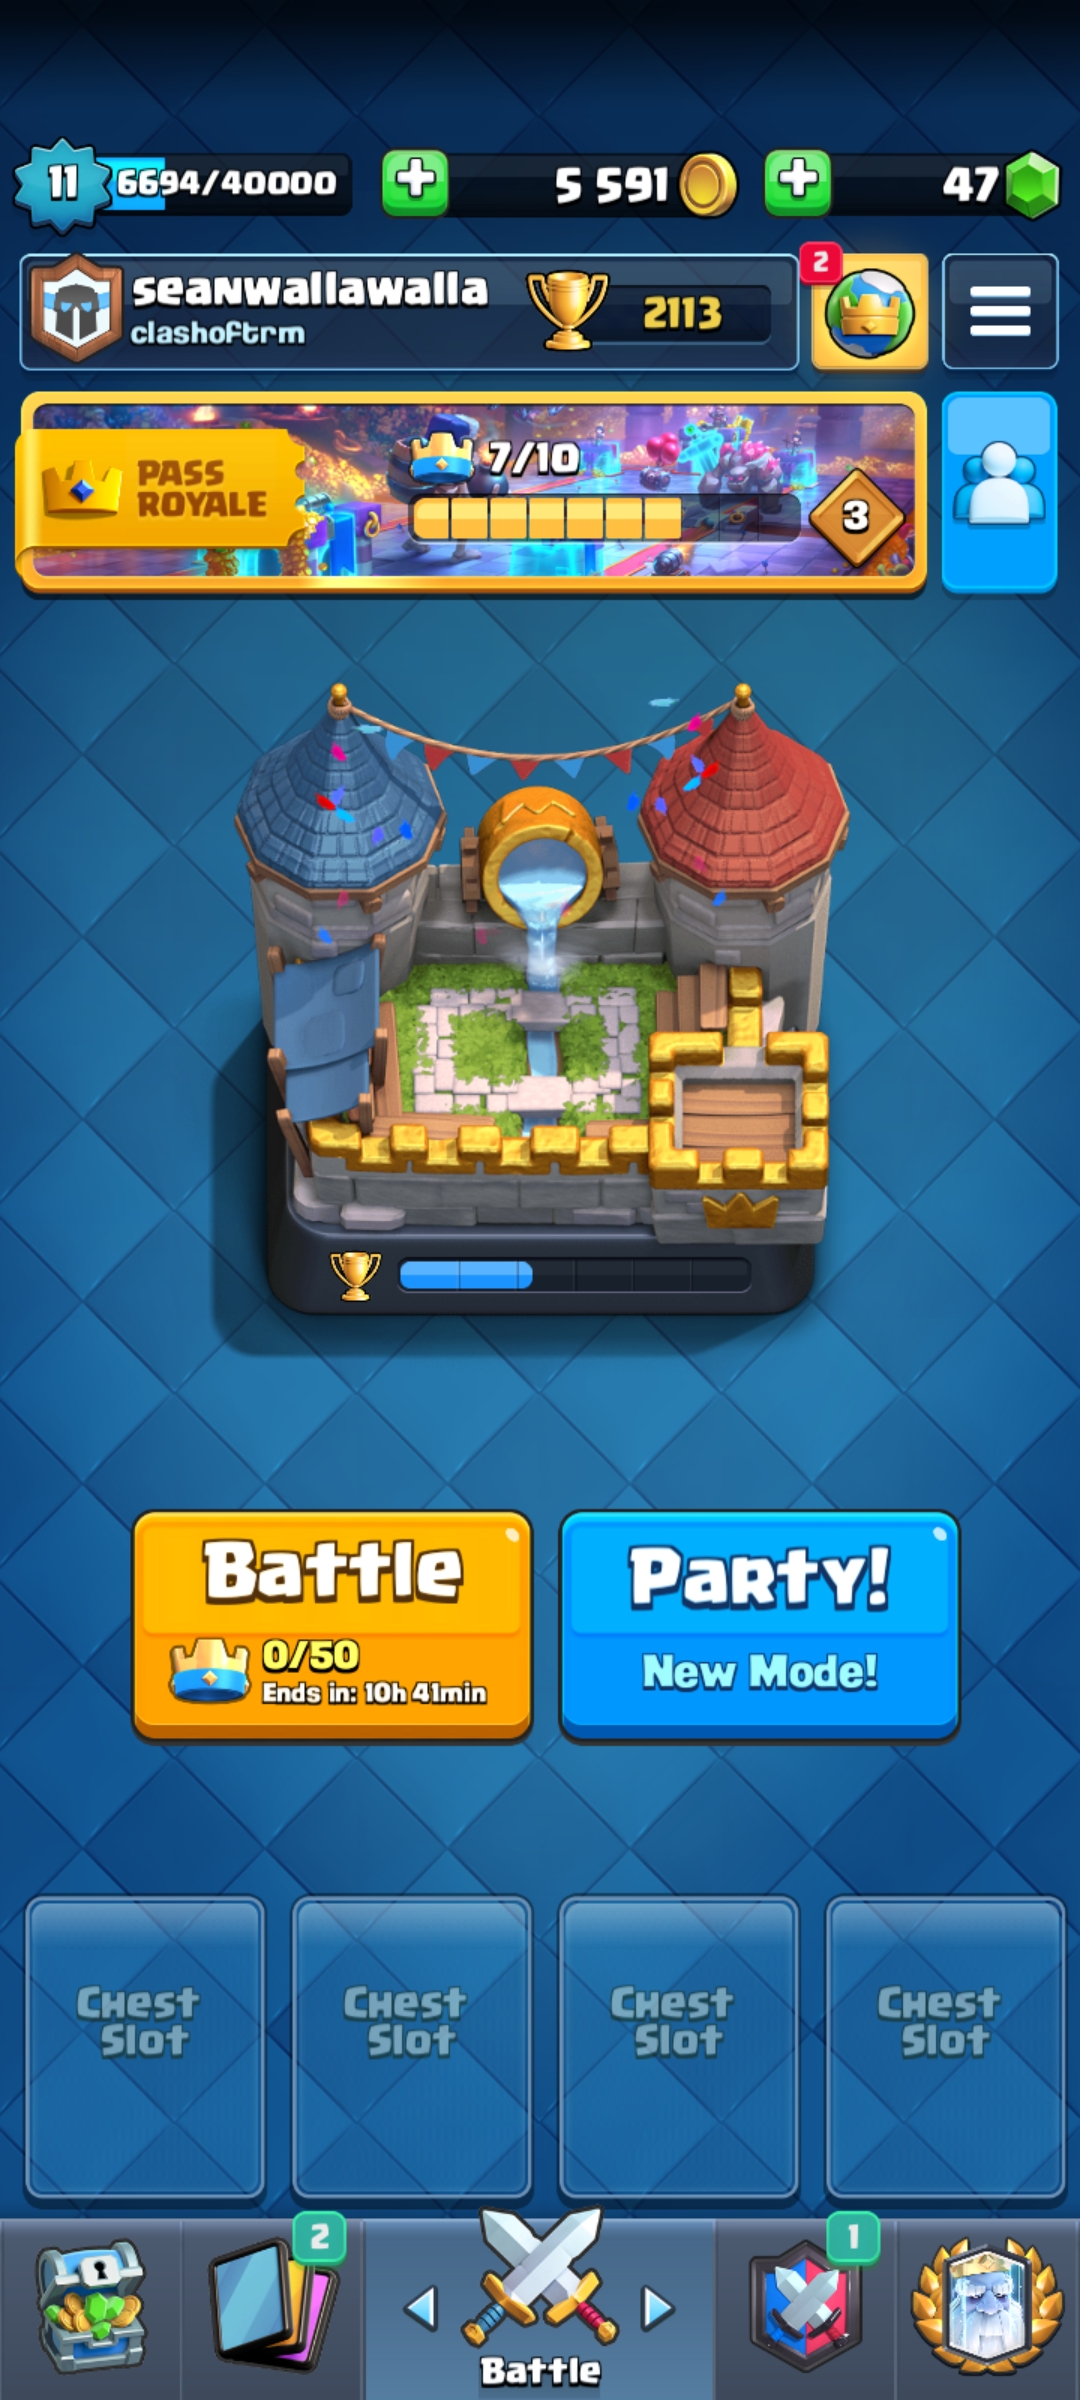 11
6694/40000
5 591
47
seanwallawalla
clashoftrm
2113
2
PASS
ROYALE
7/10
3
Battle
0/50
Ends in: 10h 41min
Party!
New Mode!
Chest
Slot
Chest
Slot
Chest
Slot
Chest
Slot
2
1
Battle